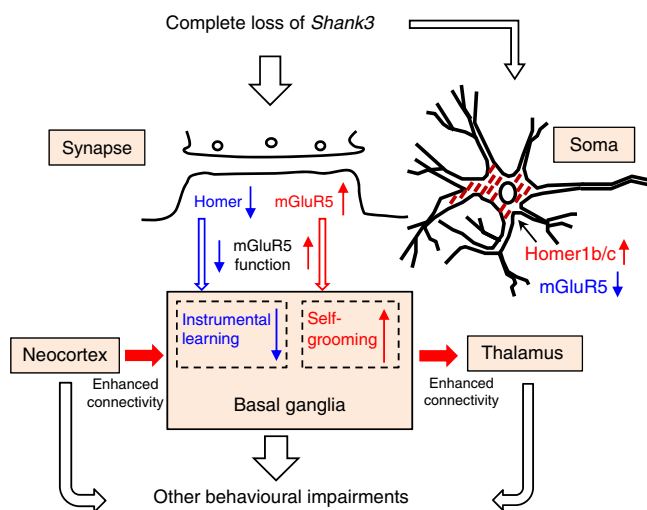 Complete loss of Shank3
Synapse
Soma
Homer
mGluR5
mGluR5
function
Homer1b/c
mGluR5
Instrumental
learning
Self-
grooming
Neocortex
Thalamus
Enhanced
connectivity
Enhanced
connectivity
Basal ganglia
Other behavioural impairments